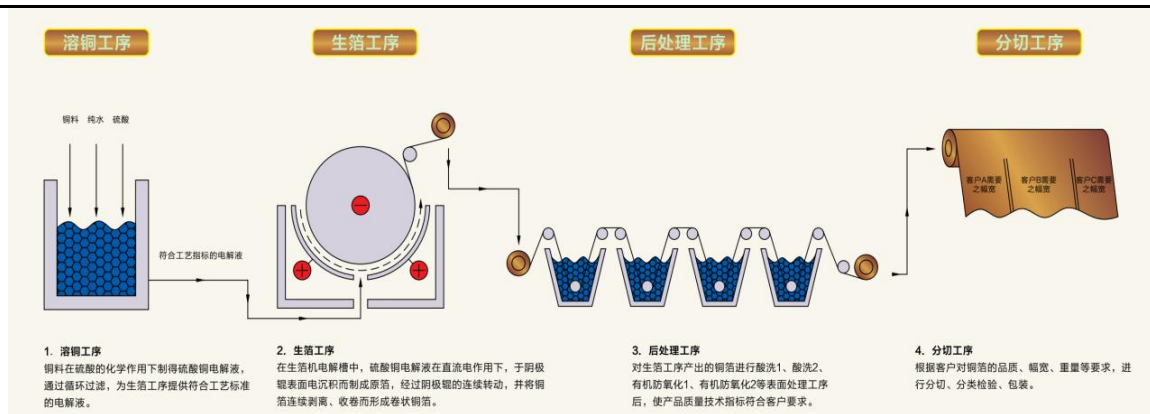 溶铜工序
生箔工序
后处理工序
分切工序
铜料 纯水 硫酸
符合工艺指标的电解液
客户A需要
之幅宽
客户B需要
之幅宽
客户C需要
之幅宽
1. 溶铜工序
铜料在硫酸的化学作用下制得硫酸铜电解液，
通过循环过滤，为生箔工序提供符合工艺标准
的电解液。
2. 生箔工序
在生箔机电解槽中，硫酸铜电解液在直流电作用下，于阴极
辊表面电沉积而制成原箔，经过阴极辊的连续转动，并将铜
箔连续剥离、收卷而形成卷状铜箔。
3. 后处理工序
对生箔工序产出的铜箔进行酸洗1、酸洗2、
有机防氧化1、有机防氧化2等表面处理工序
后，使产品质量技术指标符合客户要求。
4. 分切工序
根据客户对铜箔的品质、幅宽、重量等要求，进
行分切、分类检验、包装。